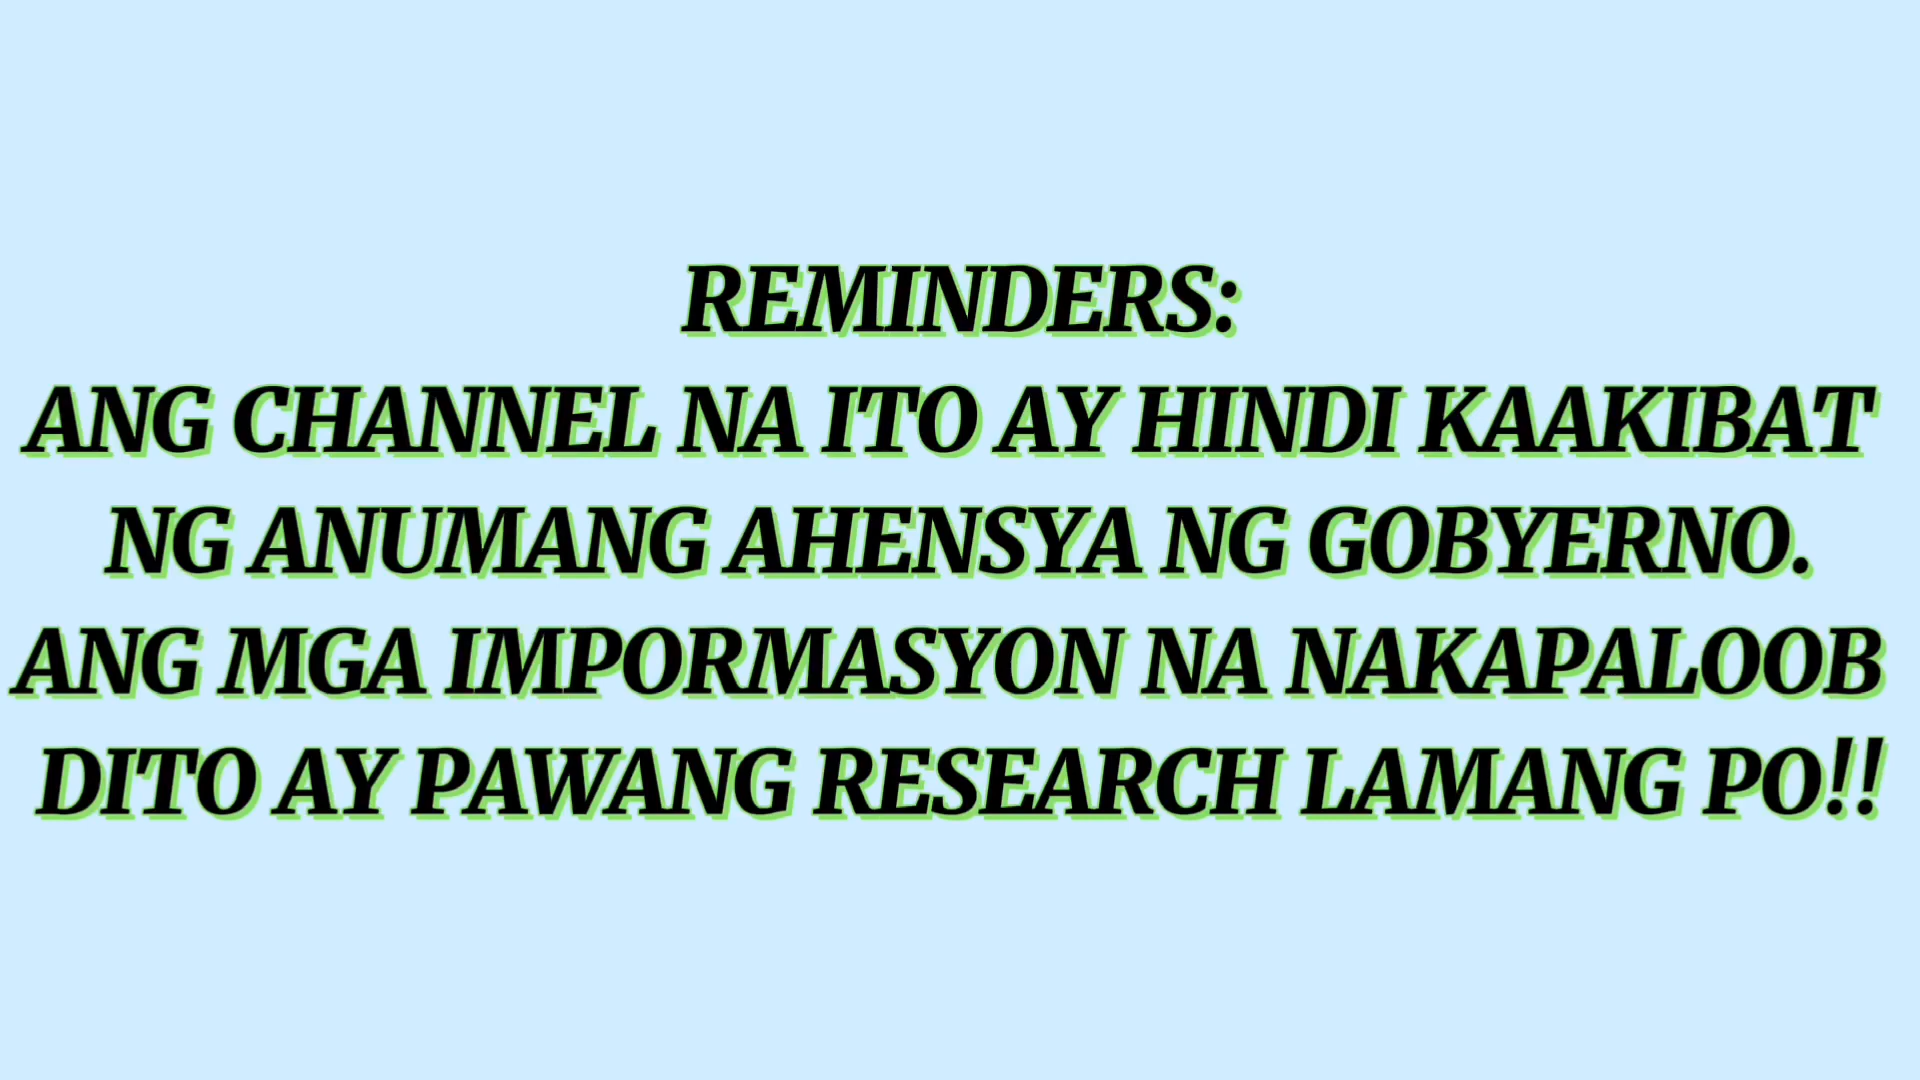 REMINDERS:
ANG CHANNEL NA ITO AY HINDI KAAKIBAT
NG ANUMANG AHENSYA NG GOBYERNO.
ANG MGA IMPORMASYON NA NAKAPALOOB
DITO AY PAWANG RESEARCH LAMANG PO!!